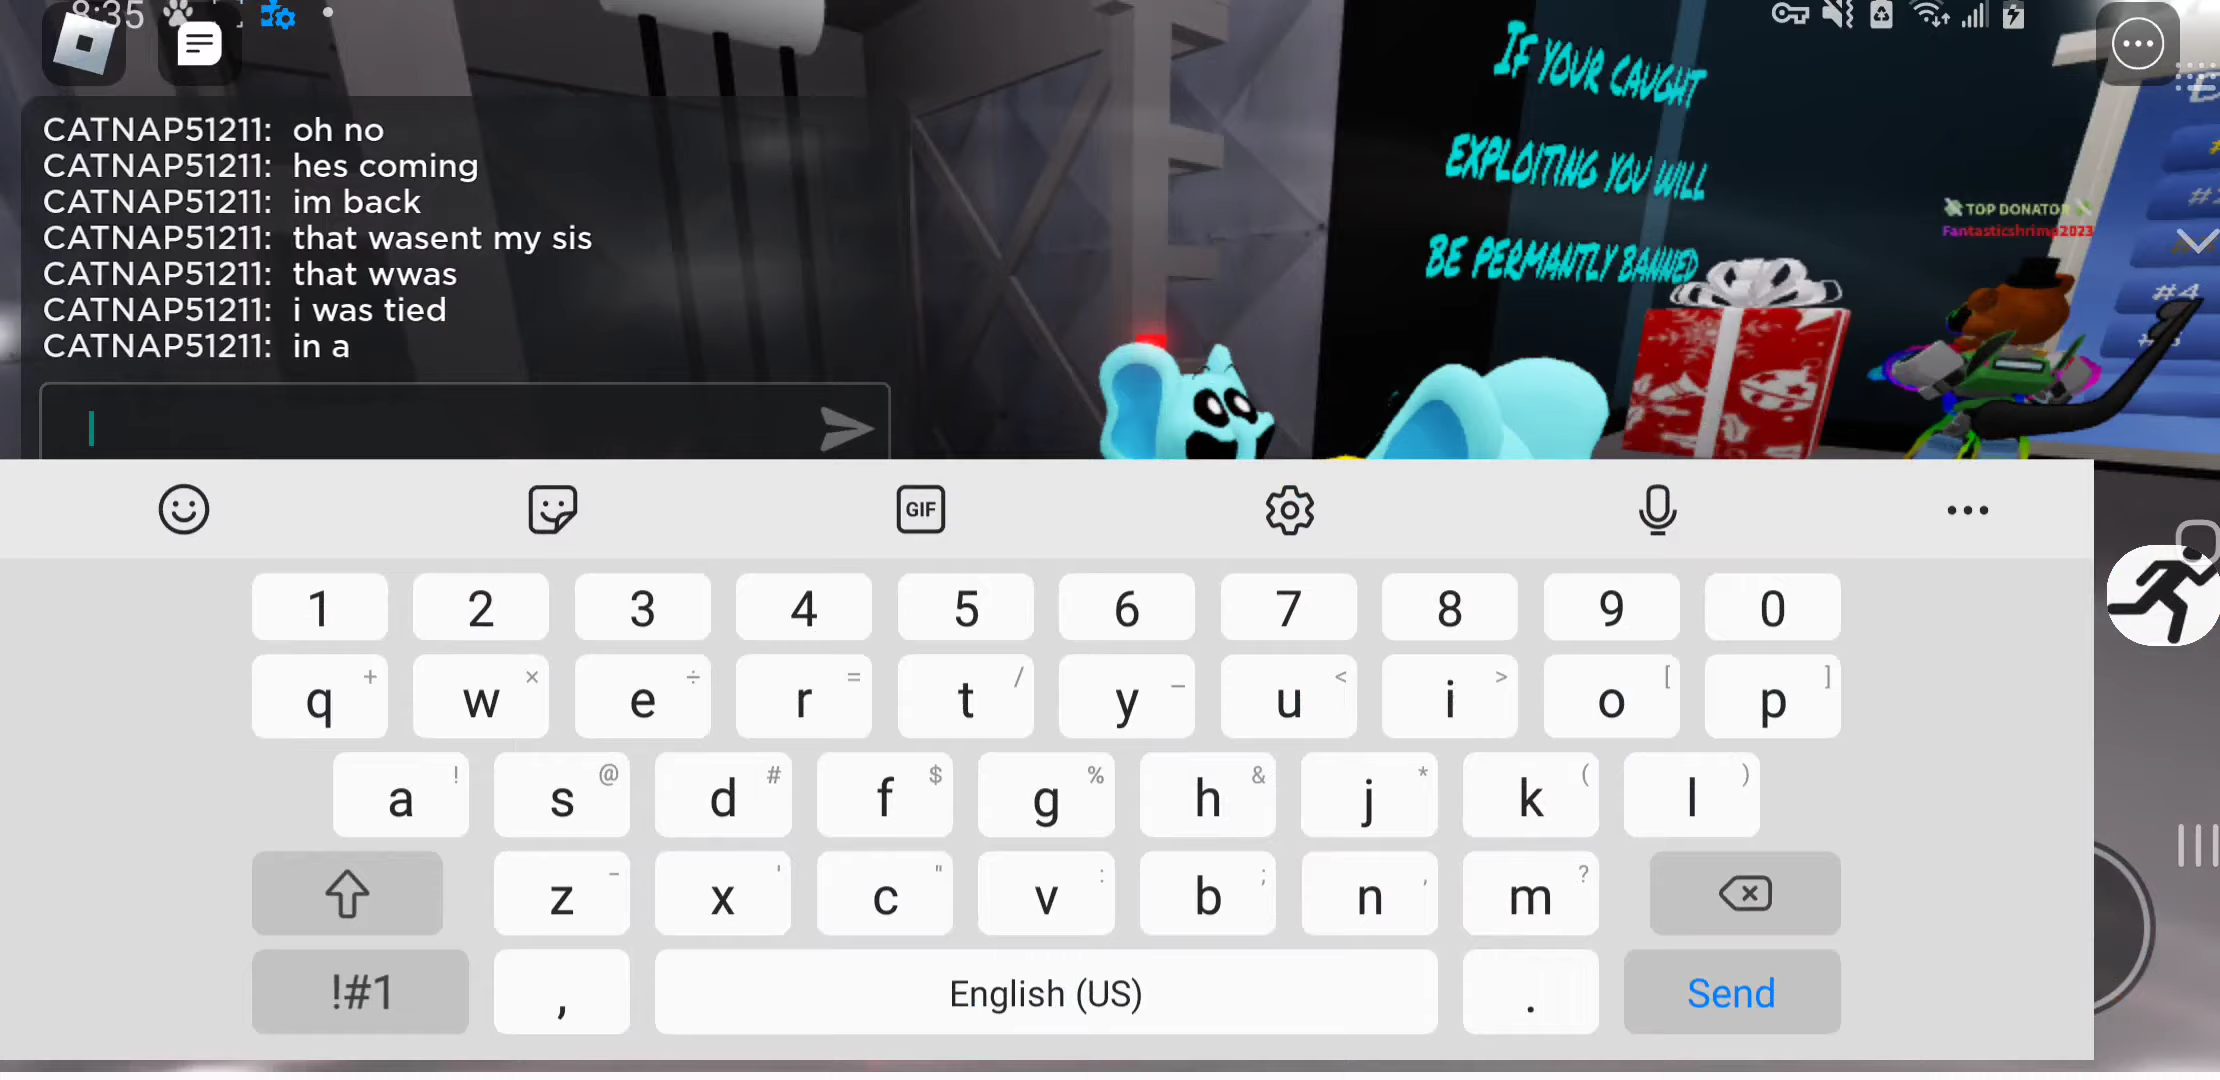 8:35
IF YOUR CAUGHT
EXPLOITING YOU WILL
BE PERMANTLY BANNED
TOP DONATOR
Fantasticshrimp2023
#4
CATNAP51211: oh no
CATNAP51211: hes coming
CATNAP51211: im back
CATNAP51211: that wasent my sis
CATNAP51211: that wwas
CATNAP51211: i was tied
CATNAP51211: in a
GIF
1 2 3 4 5 6 7 8 9 0
q + w × e ÷ r = t / y _ u < i > o [ p ]
a ! s @ d # f $ g % h & j * k ( l )
z - x ' c " v : b ; n , m ?
!#1 , English (US) . Send